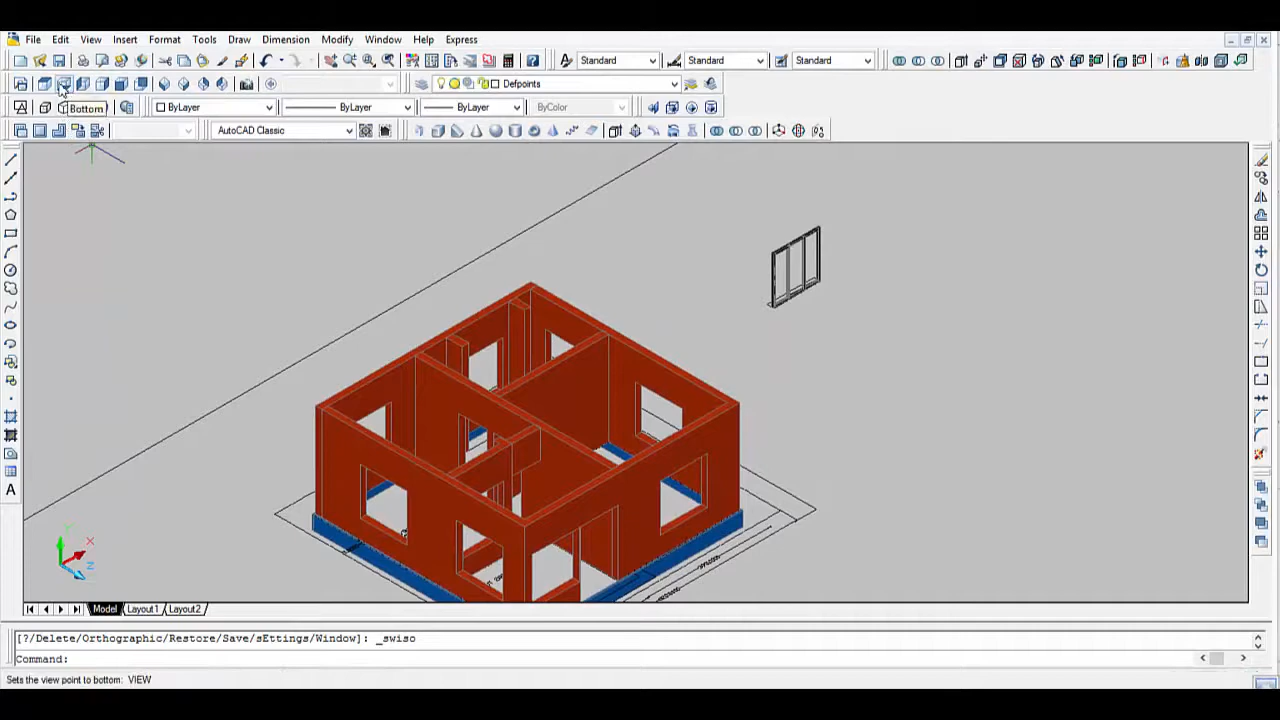 File Edit View Insert Format Tools Draw Dimension Modify Window Help Express
Standard Standard Standard
Defpoints
Bottom ByLayer ByLayer ByLayer ByColor
AutoCAD Classic
A
Y
X
Z
Model Layout1 Layout2
[?/Delete/Orthographic/Restore/Save/sEttings/Window]: _swiso
Command:
Sets the view point to bottom: VIEW